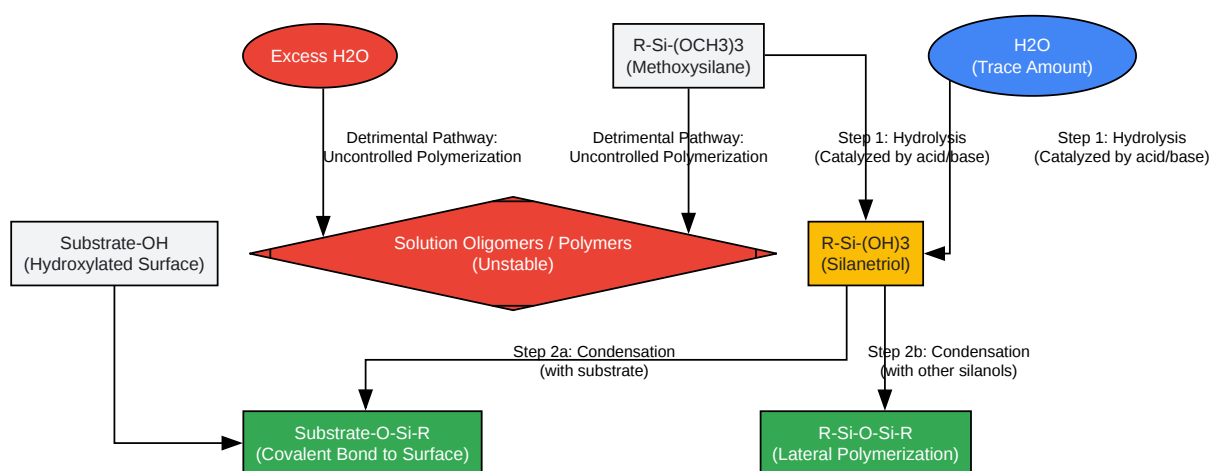 Excess H2O
R-Si-(OCH3)3
(Methoxysilane)
H2O
(Trace Amount)
Detrimental Pathway:
Uncontrolled Polymerization
Detrimental Pathway:
Uncontrolled Polymerization
Step 1: Hydrolysis
(Catalyzed by acid/base)
Step 1: Hydrolysis
(Catalyzed by acid/base)
Substrate-OH
(Hydroxylated Surface)
Solution Oligomers / Polymers
(Unstable)
R-Si-(OH)3
(Silanetriol)
Step 2a: Condensation
(with substrate)
Step 2b: Condensation
(with other silanols)
Substrate-O-Si-R
(Covalent Bond to Surface)
R-Si-O-Si-R
(Lateral Polymerization)